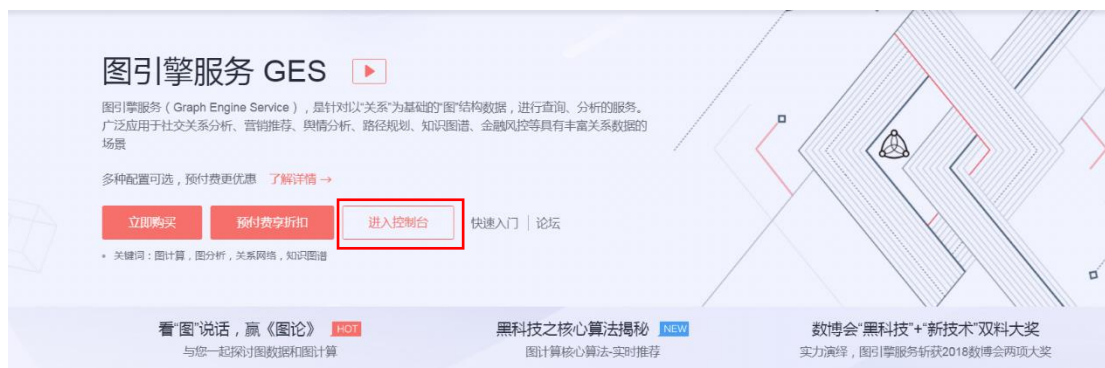 图引擎服务 GES
图引擎服务（Graph Engine Service），是针对以“关系”为基础的“图”结构数据，进行查询、分析的服务。
广泛应用于社交关系分析、营销推荐、舆情分析、路径规划、知识图谱、金融风控等具有丰富关系数据的
场景
多种配置可选，预付费更优惠 了解详情→
立即购买 预付费享折扣 进入控制台 快速入门 | 论坛
• 关键词：图计算，图分析，关系网络，知识图谱
看“图”说话，赢《图论》 HOT 黑科技之核心算法揭秘 NEW 数博会“黑科技”+“新技术”双料大奖
与您一起探讨图数据和图计算 图计算核心算法-实时推荐 实力演绎，图引擎服务斩获2018数博会两项大奖